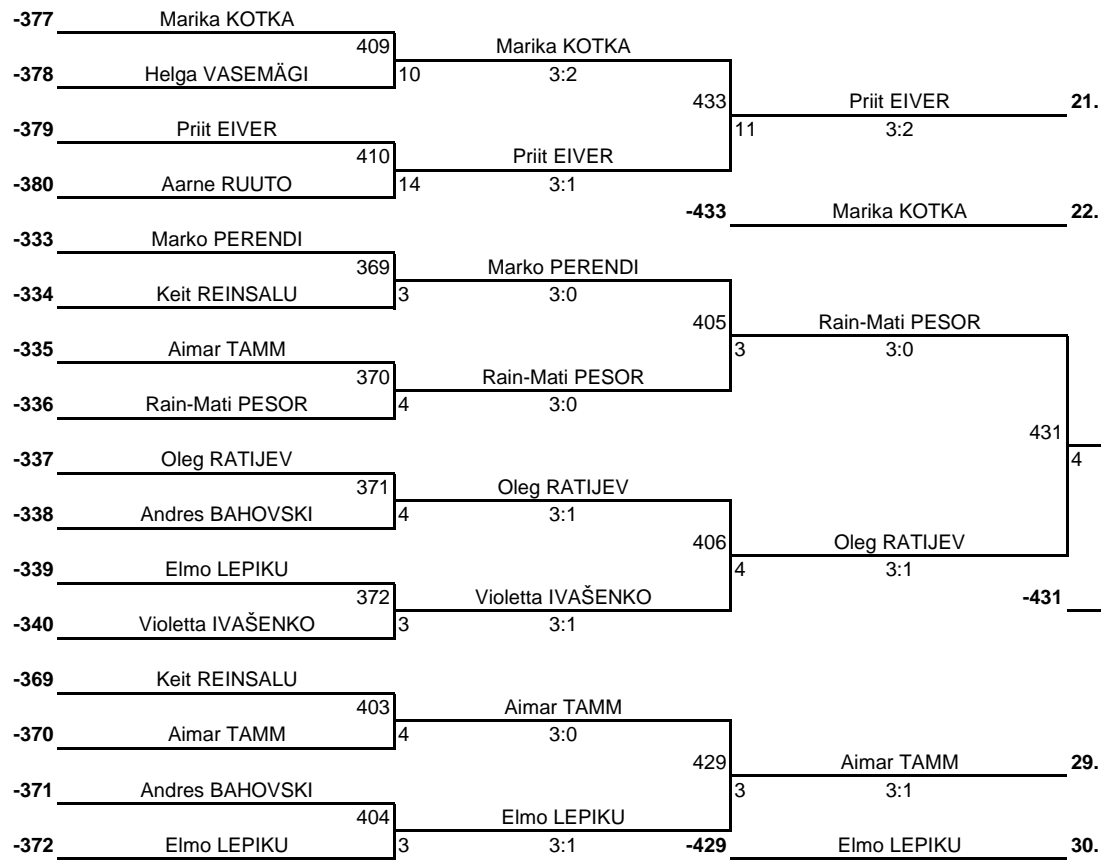 -377 Marika KOTKA
409 Marika KOTKA
-378 Helga VASEMÄGI 10 3:2
433 Priit EIVER 21.
-379 Priit EIVER 11 3:2
410 Priit EIVER
-380 Aarne RUUTO 14 3:1
-433 Marika KOTKA 22.
-333 Marko PERENDI
369 Marko PERENDI
-334 Keit REINSALU 3 3:0
405 Rain-Mati PESOR
-335 Aimar TAMM 3 3:0
370 Rain-Mati PESOR
-336 Rain-Mati PESOR 4 3:0
431
-337 Oleg RATIJEV 4
371 Oleg RATIJEV
-338 Andres BAHOVSKI 4 3:1
406 Oleg RATIJEV
-339 Elmo LEPIKU 4 3:1
372 Violetta IVAŠENKO -431
-340 Violetta IVAŠENKO 3 3:1
-369 Keit REINSALU
403 Aimar TAMM
-370 Aimar TAMM 4 3:0
429 Aimar TAMM 29.
-371 Andres BAHOVSKI 3 3:1
404 Elmo LEPIKU
-372 Elmo LEPIKU 3 3:1 -429 Elmo LEPIKU 30.